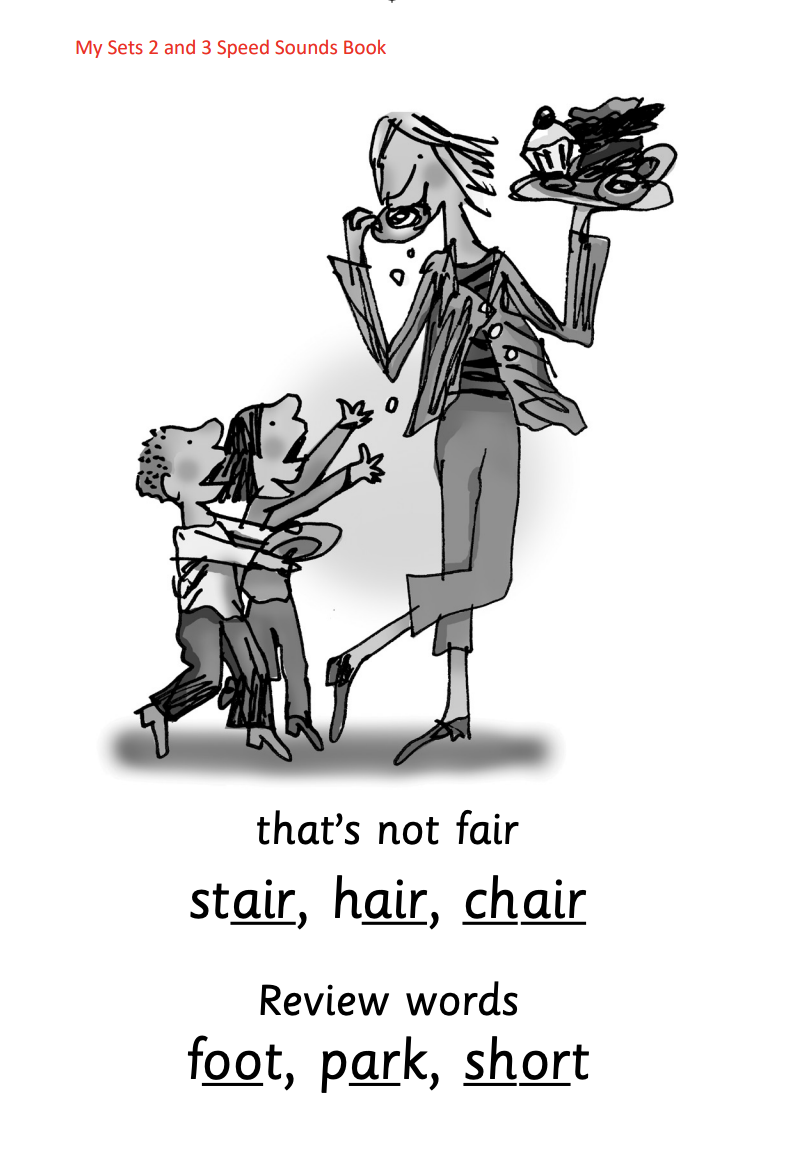 My Sets 2 and 3 Speed Sounds Book
that's not fair
stair, hair, chair
Review words
foot, park, short